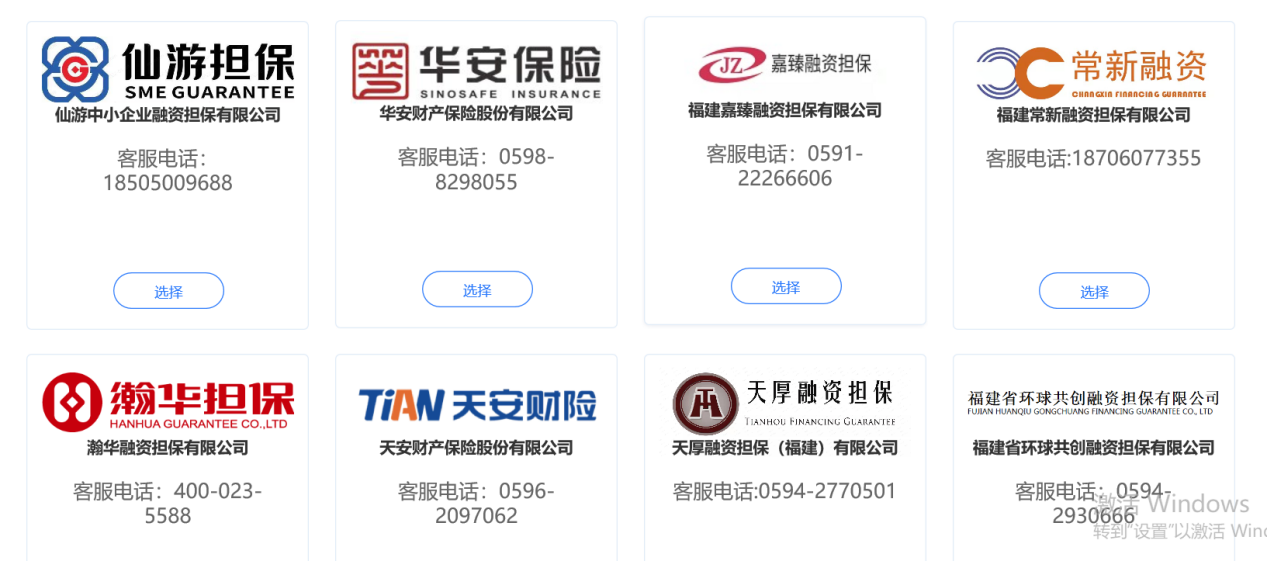 仙游担保
SME GUARANTEE
仙游中小企业融资担保有限公司
客服电话：
18505009688
选择
华安保险
SINOSAFE INSURANCE
华安财产保险股份有限公司
客服电话：0598-
8298055
选择
JZ 嘉臻融资担保
福建嘉臻融资担保有限公司
客服电话：0591-
22266606
选择
常新融资
CHANGXIN FINANCING GUARANTEE
福建常新融资担保有限公司
客服电话:18706077355
选择
瀚华担保
HANHUA GUARANTEE CO.,LTD
瀚华融资担保有限公司
客服电话：400-023-
5588
TIAN 天安财险
天安财产保险股份有限公司
客服电话：0596-
2097062
天厚融资担保
TIANHOU FINANCING GUARANTEE
天厚融资担保（福建）有限公司
客服电话:0594-2770501
福建省环球共创融资担保有限公司
FUJIAN HUANQIU GONGCHUANG FINANCING GUARANTEE CO., LTD
福建省环球共创融资担保有限公司
客服电话：0594-
2930666
激活 Windows
转到"设置"以激活 Winc